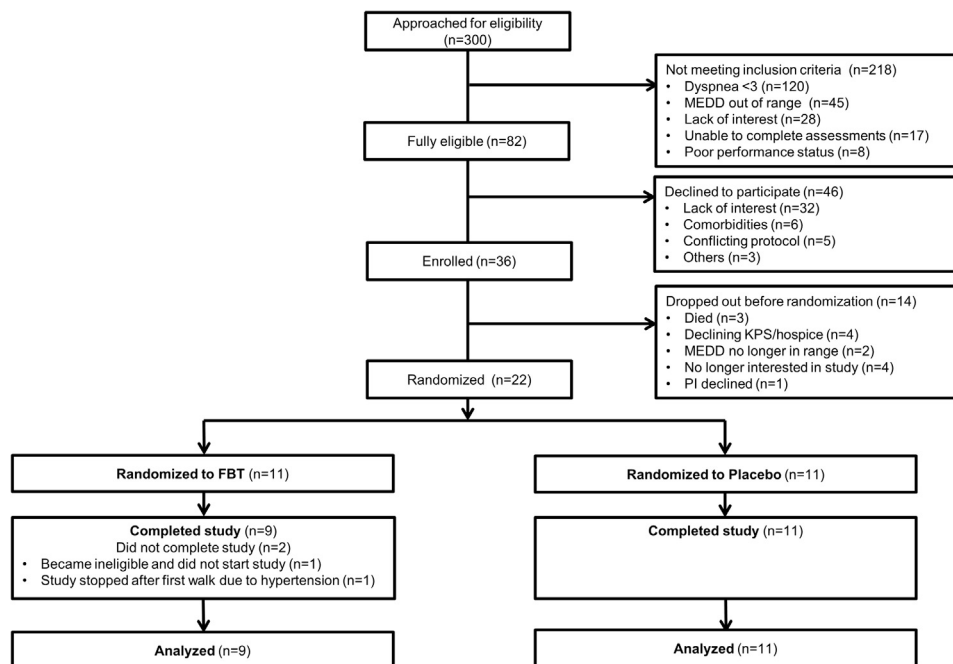 Approached for eligibility
(n=300)
Not meeting inclusion criteria (n=218)
• Dyspnea <3 (n=120)
• MEDD out of range (n=45)
• Lack of interest (n=28)
• Unable to complete assessments (n=17)
• Poor performance status (n=8)
Fully eligible (n=82)
Declined to participate (n=46)
• Lack of interest (n=32)
• Comorbidities (n=6)
• Conflicting protocol (n=5)
• Others (n=3)
Enrolled (n=36)
Dropped out before randomization (n=14)
• Died (n=3)
• Declining KPS/hospice (n=4)
• MEDD no longer in range (n=2)
• No longer interested in study (n=4)
• PI declined (n=1)
Randomized (n=22)
Randomized to FBT (n=11)
Randomized to Placebo (n=11)
Completed study (n=9)
Did not complete study (n=2)
• Became ineligible and did not start study (n=1)
• Study stopped after first walk due to hypertension (n=1)
Completed study (n=11)
Analyzed (n=9)
Analyzed (n=11)